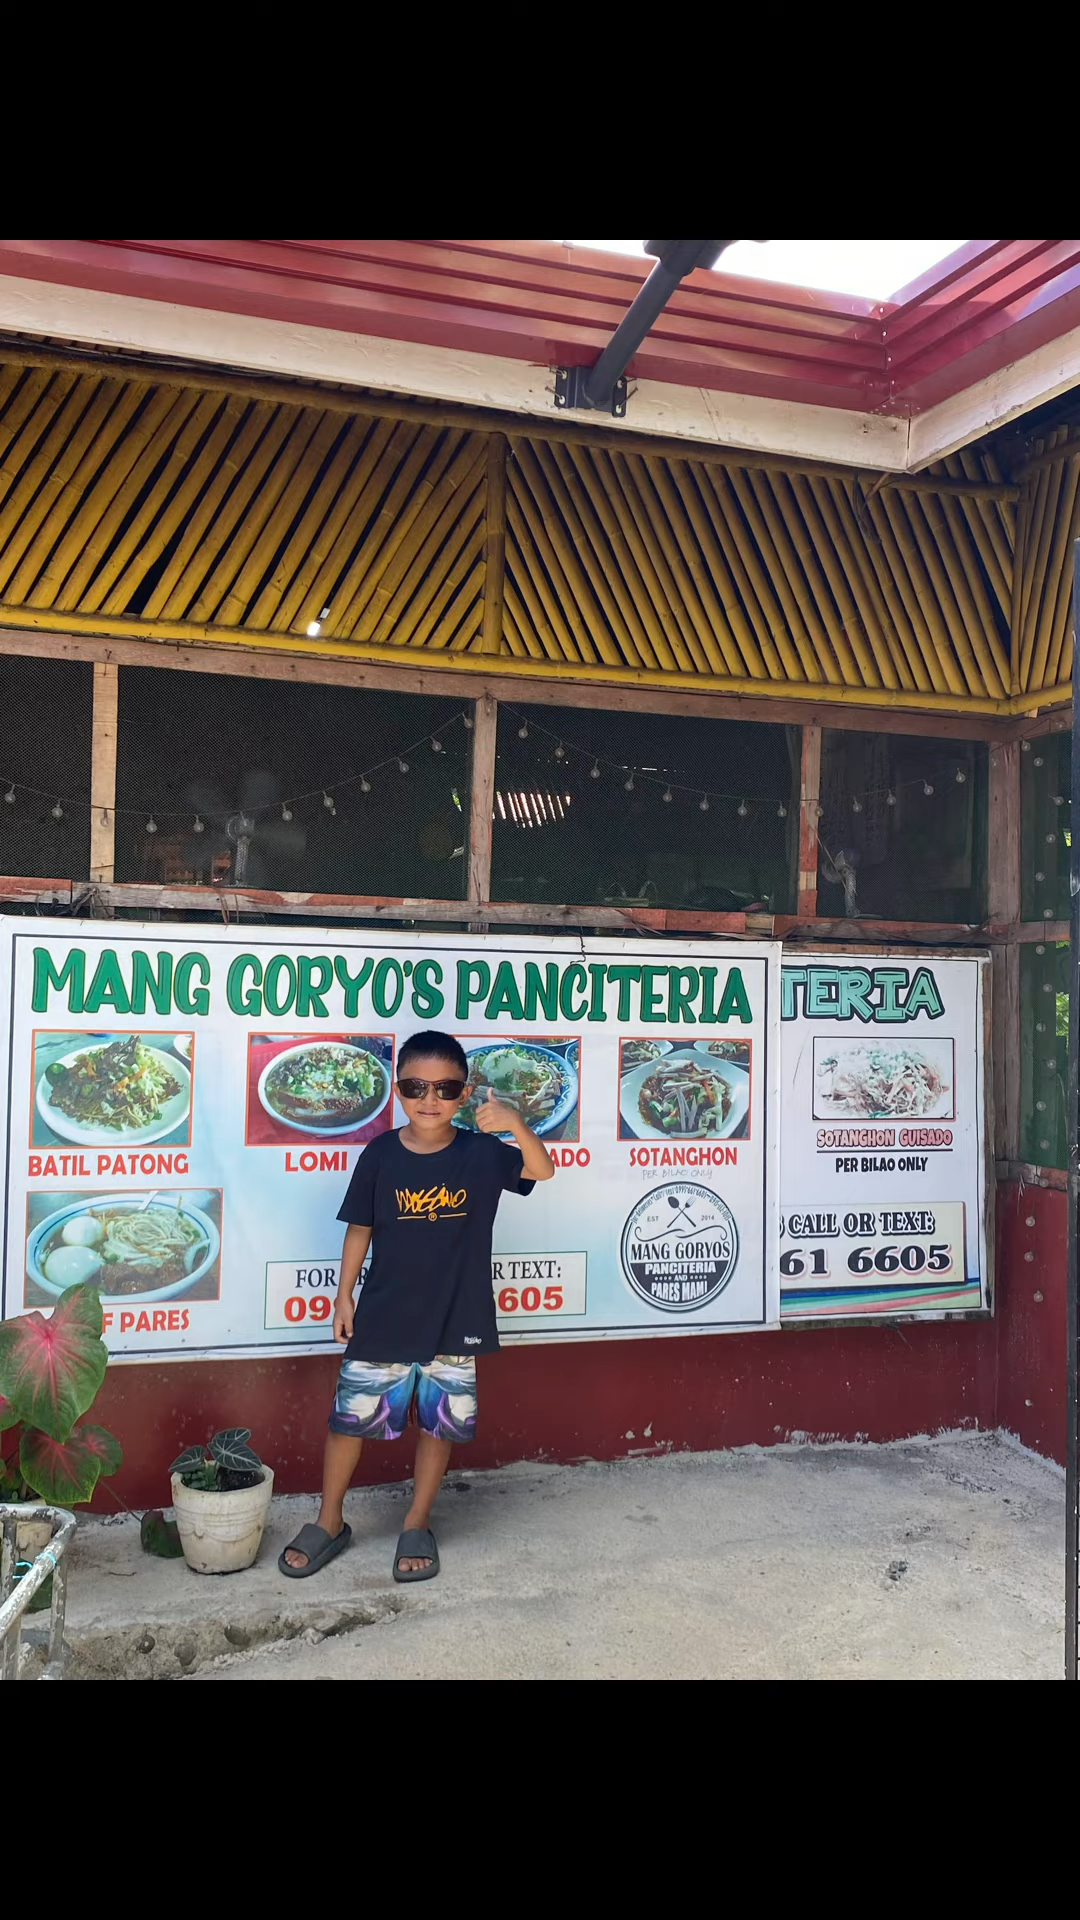 MANG GORYO'S PANCITERIA
BATIL PATONG
LOMI
ADO
SOTANGHON
PER BILAO ONLY
F PARES
FOR
R TEXT:
09
605
EST 2014
MANG GORYOS
PANCITERIA
AND
PARES MAMI
MOSSIMO
TERIA
SOTANGHON GUISADO
PER BILAO ONLY
CALL OR TEXT:
61 6605